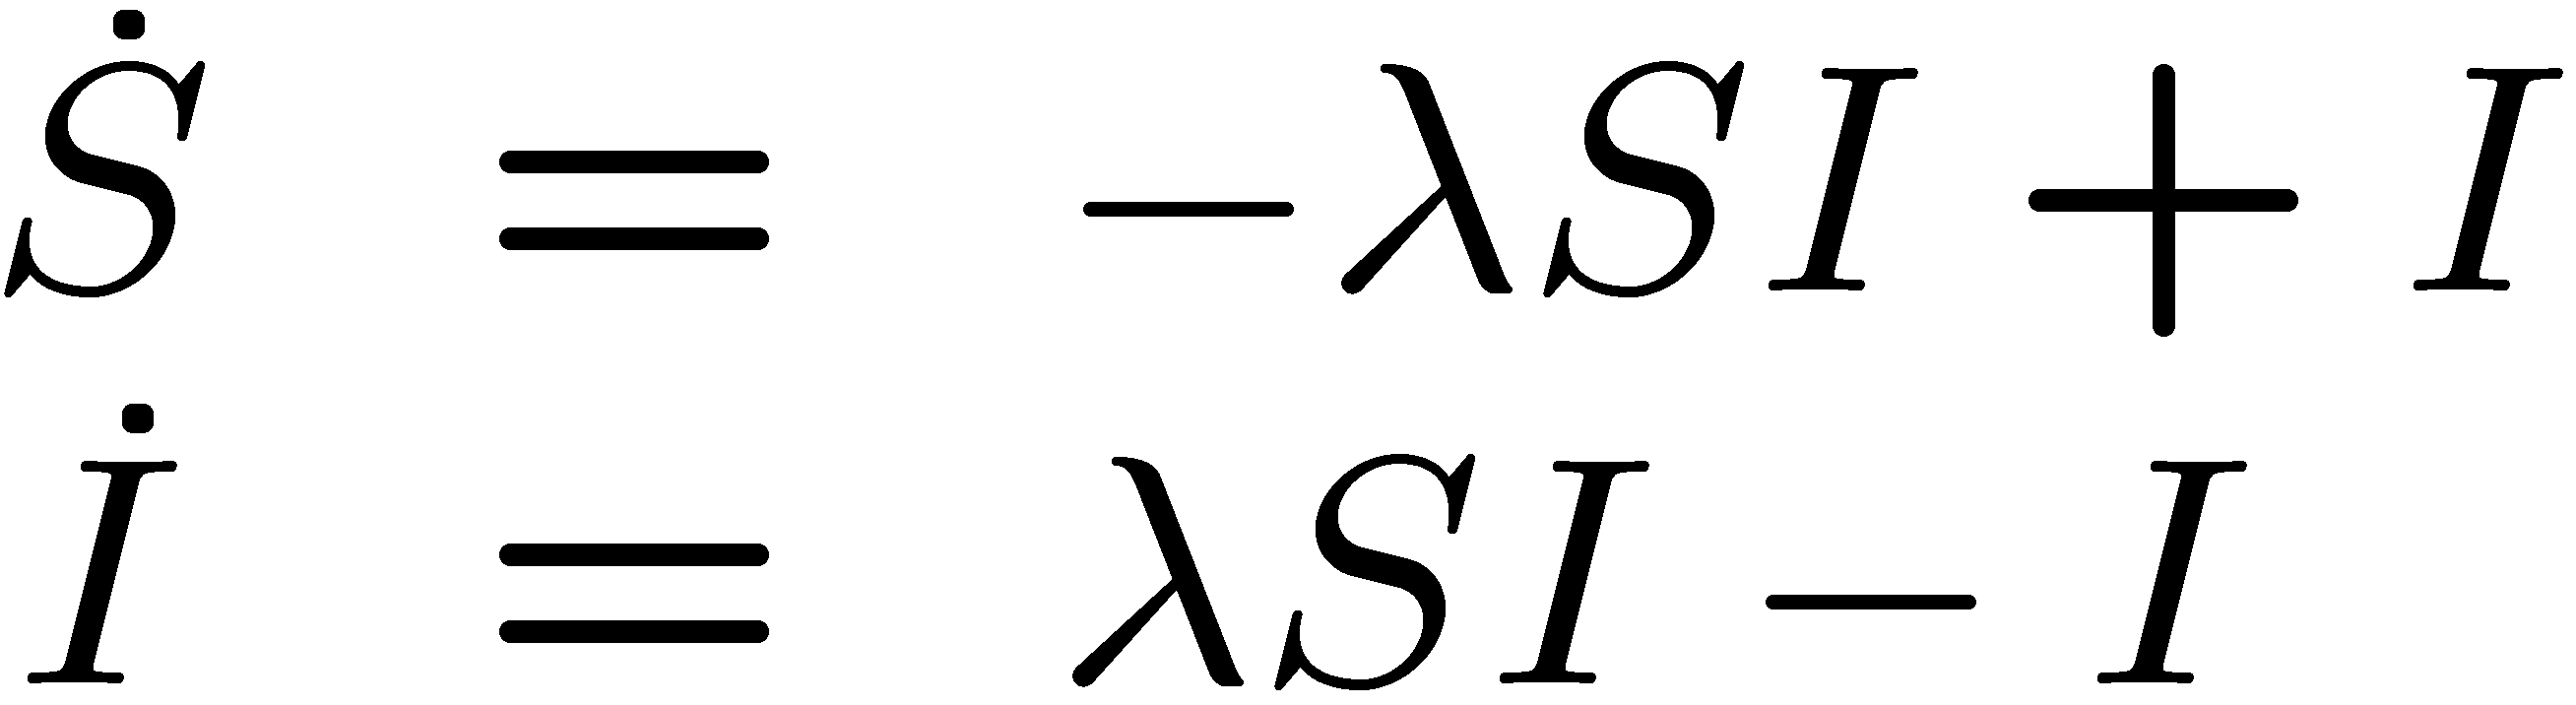 Ṡ = −λSI + I
İ = λSI − I